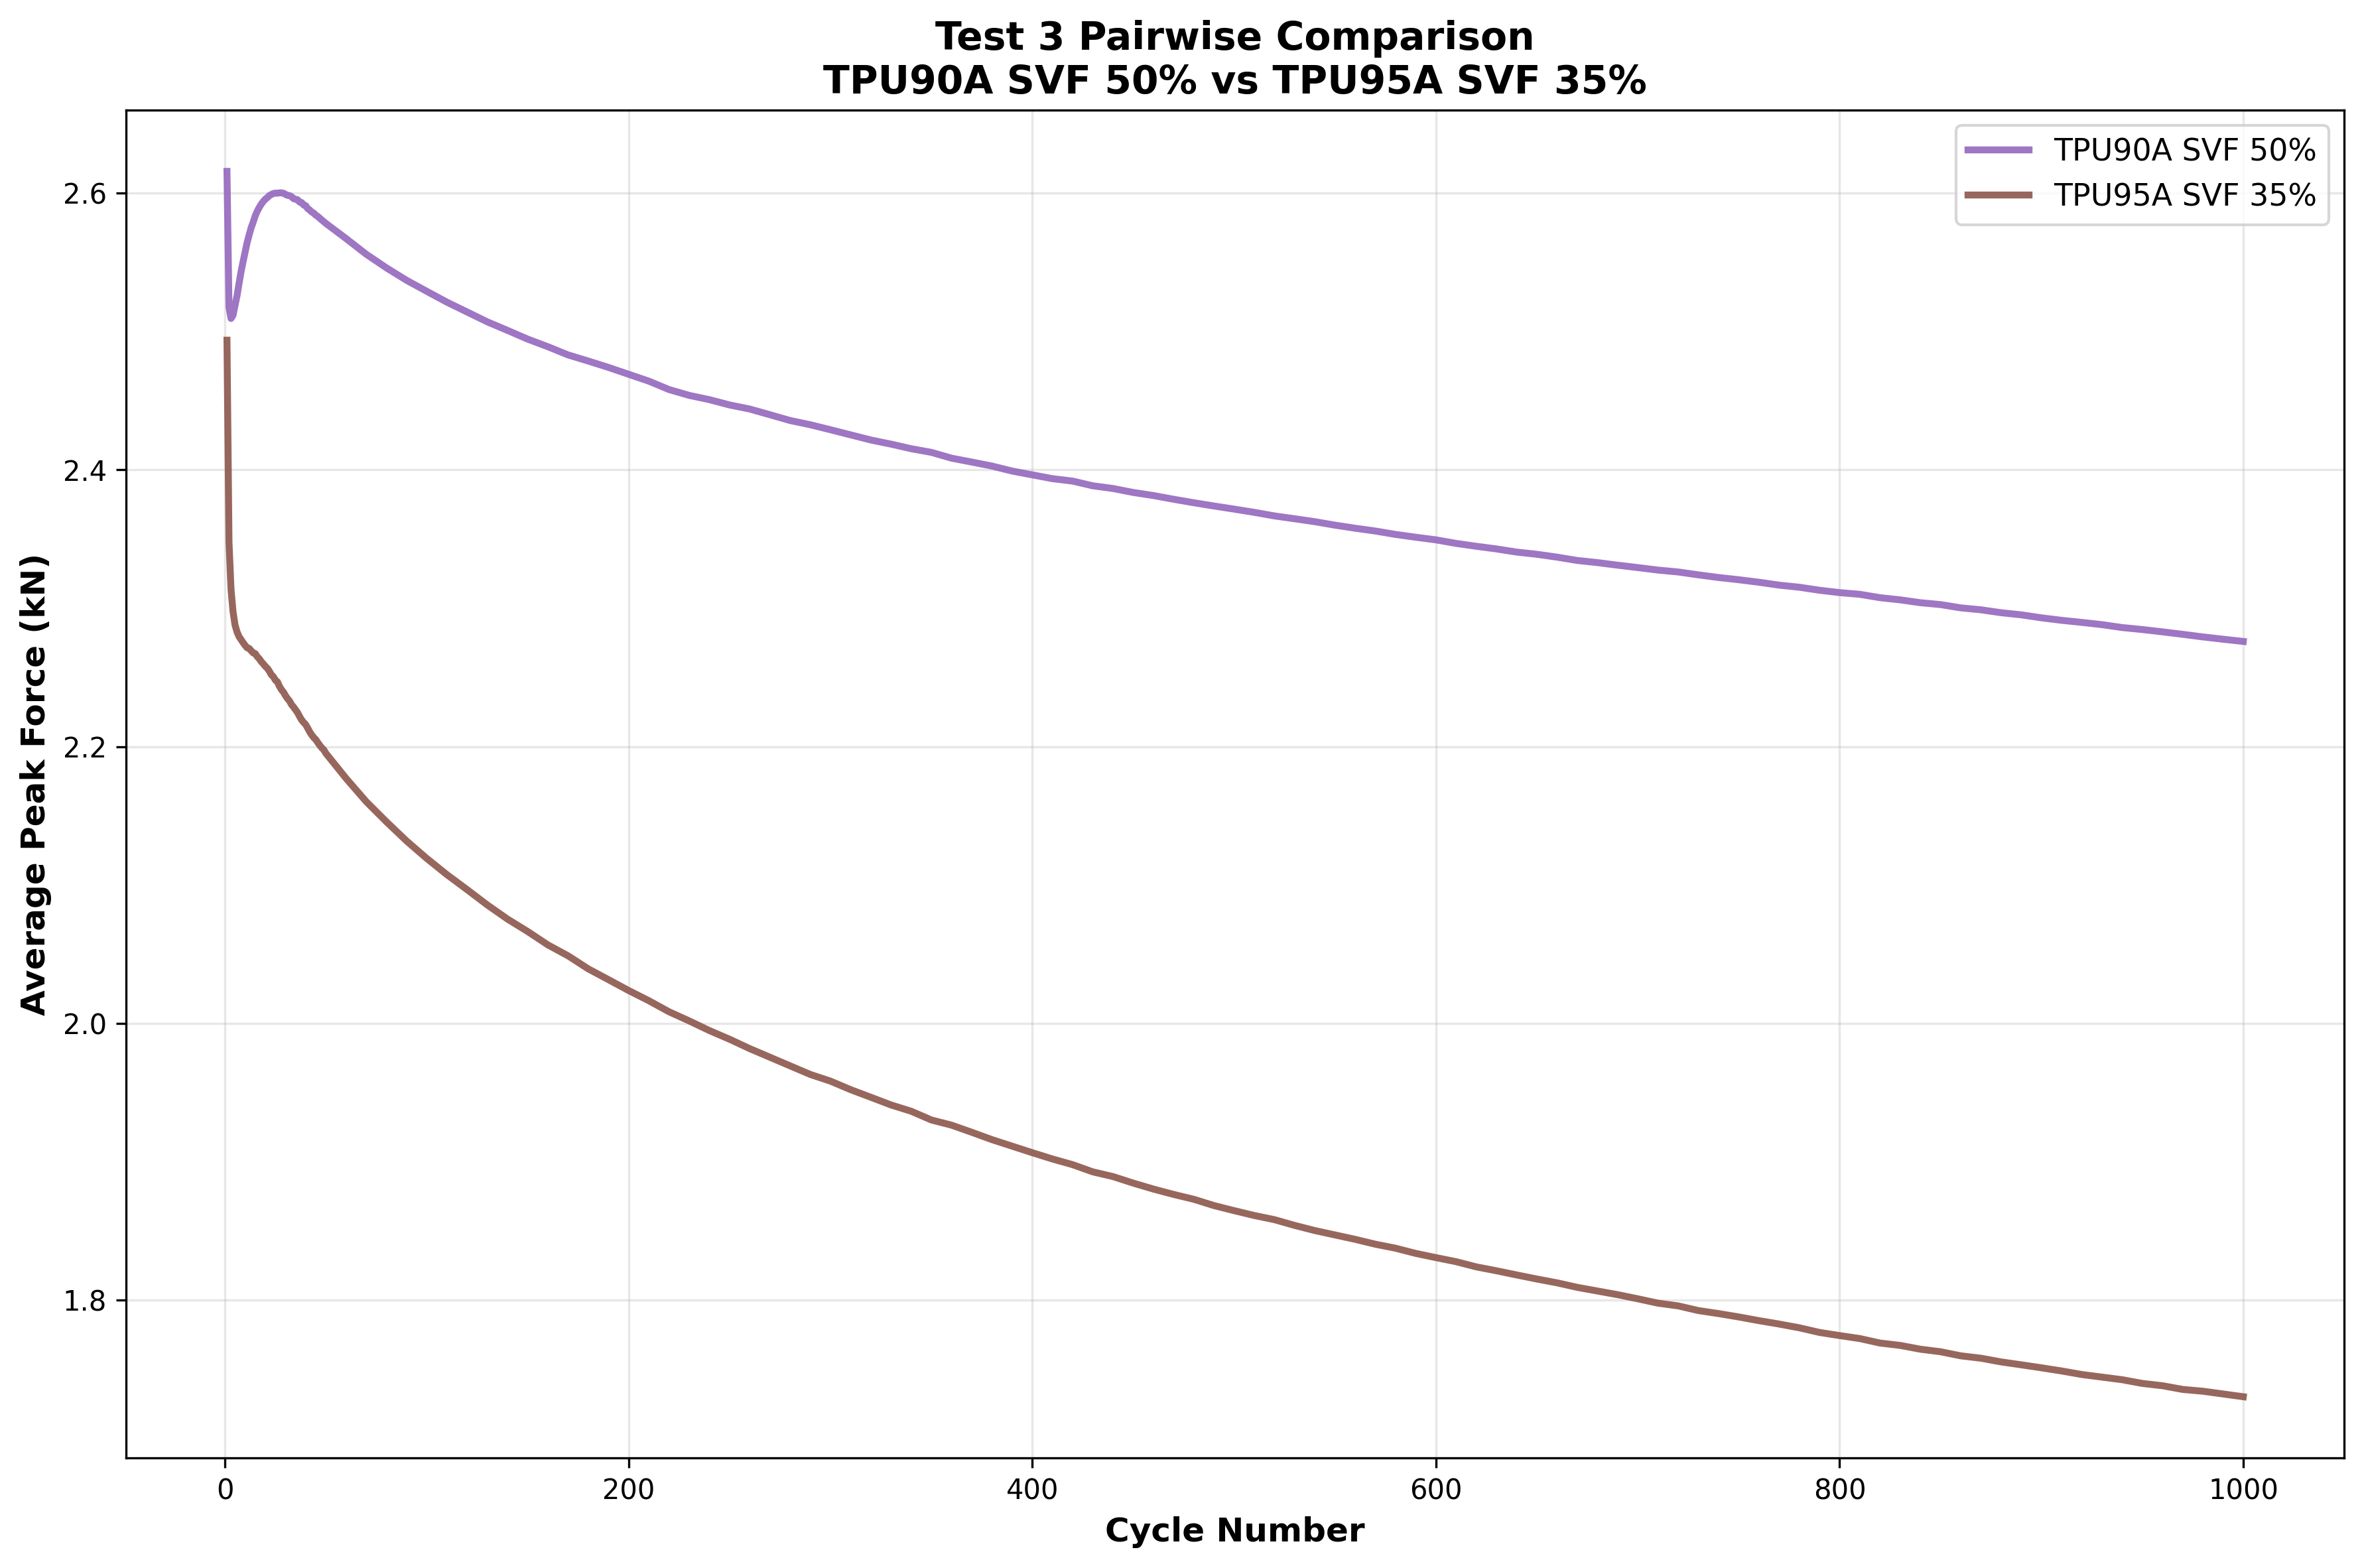 Test 3 Pairwise Comparison
TPU90A SVF 50% vs TPU95A SVF 35%
TPU90A SVF 50%
TPU95A SVF 35%
Average Peak Force (kN)
2.6
2.4
2.2
2.0
1.8
0
200
400
600
800
1000
Cycle Number